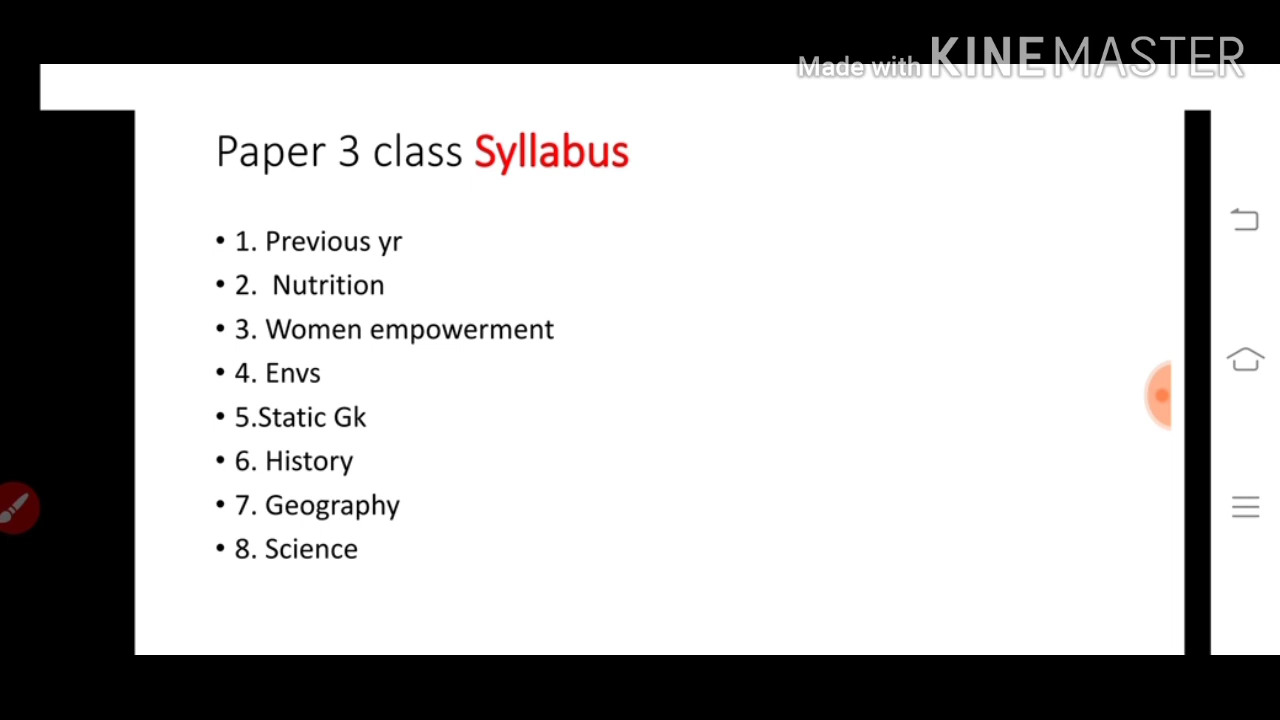 Made with KINEMASTER
Paper 3 class Syllabus
• 1. Previous yr
• 2. Nutrition
• 3. Women empowerment
• 4. Envs
• 5.Static Gk
• 6. History
• 7. Geography
• 8. Science